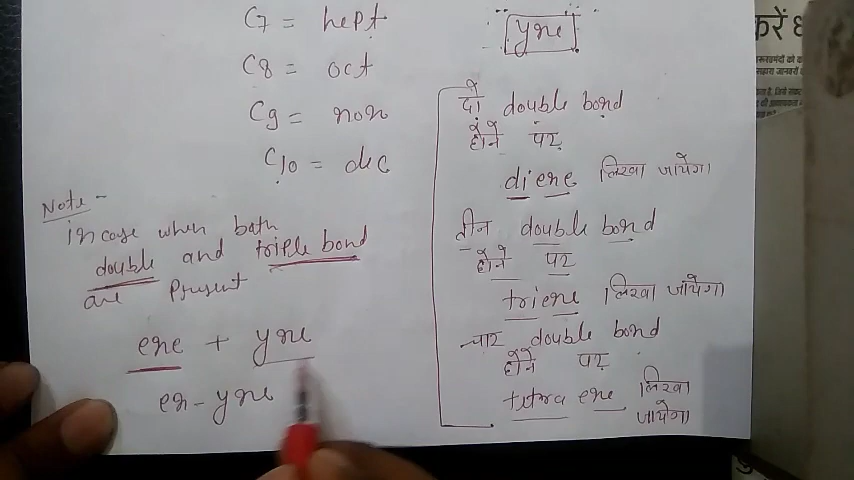 C7 = hept
C8 = oct
C9 = non
C10 = dec
Note -
in case when both
double and triple bond
are Present
ene + yne
en - yne
yne
दो double bond
होने पर
diene लिखा जायेगा
तीन double bond
होने पर
triene लिखा जायेगा
चार double bond
होने पर
tetra ene लिखा
जायेगा
करें